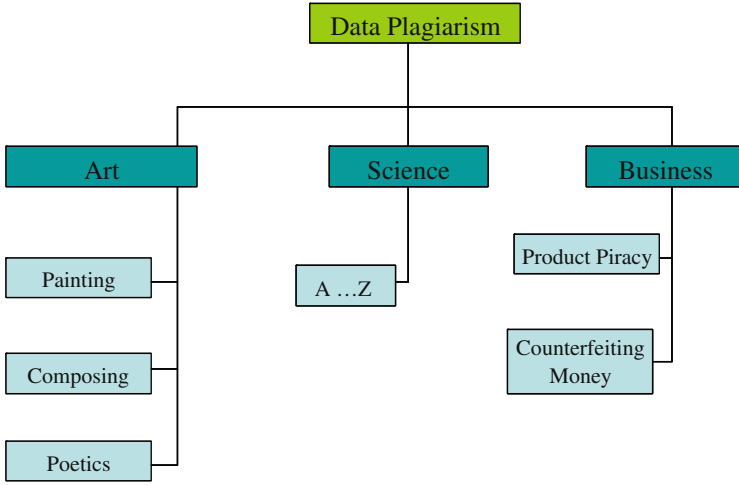 Data Plagiarism
Art
Science
Business
Painting
A …Z
Product Piracy
Composing
Counterfeiting
Money
Poetics